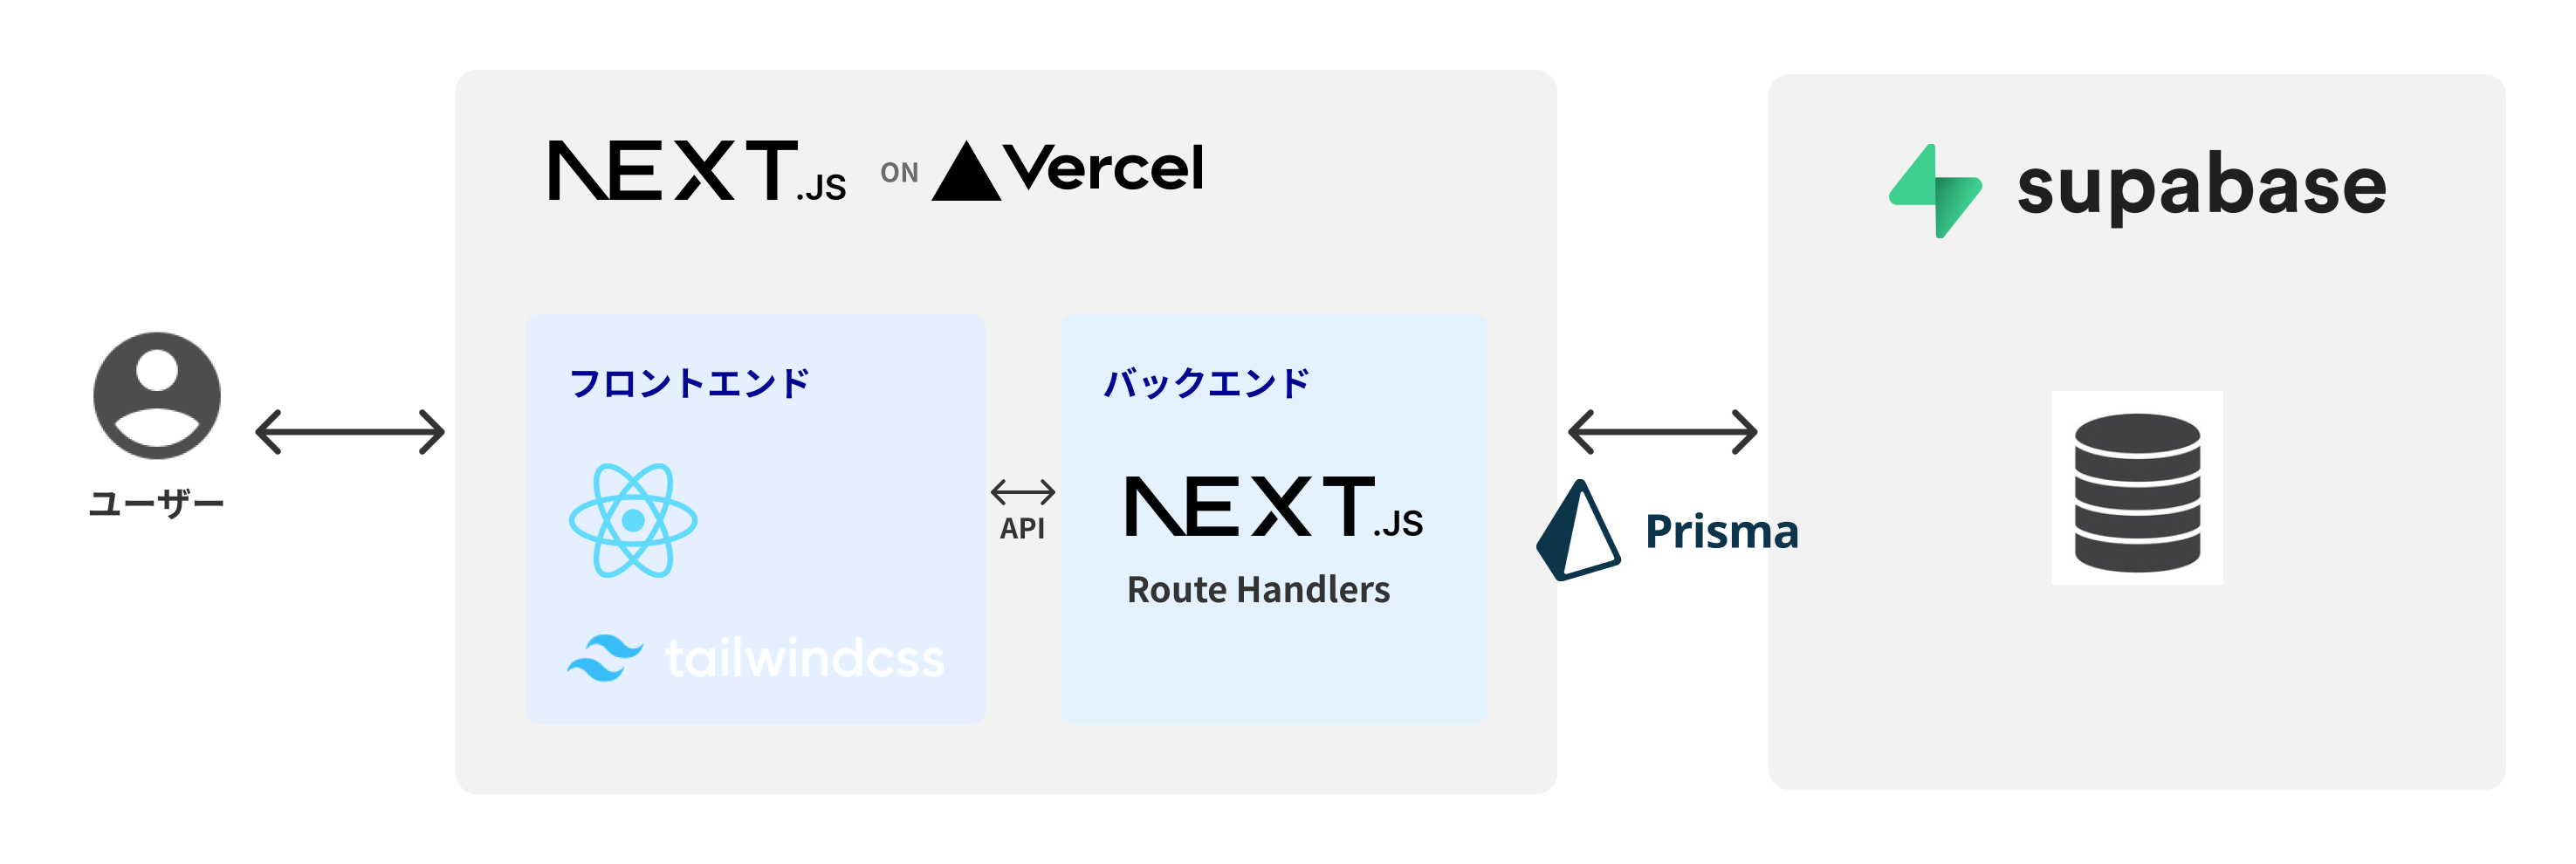 NEXT.JS ON Vercel
supabase
ユーザー
フロントエンド
tailwindcss
API
バックエンド
NEXT.JS
Route Handlers
Prisma